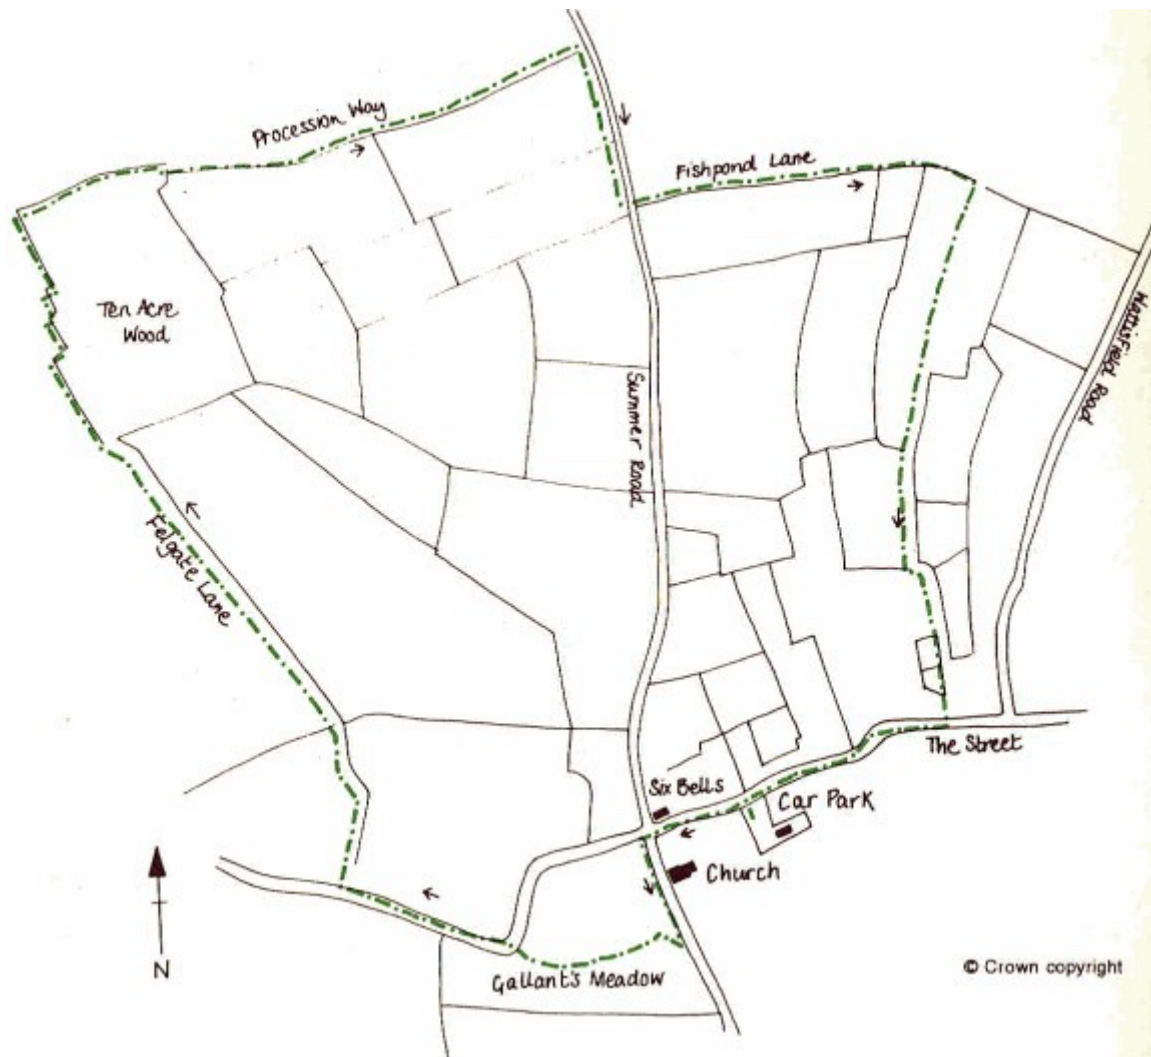 Procession Way
Fishpond Lane
Ten Acre
Wood
Wattisfield Road
Summer Road
Felgate Lane
The Street
Six Bells
Car Park
Church
N
Gallant's Meadow
© Crown copyright